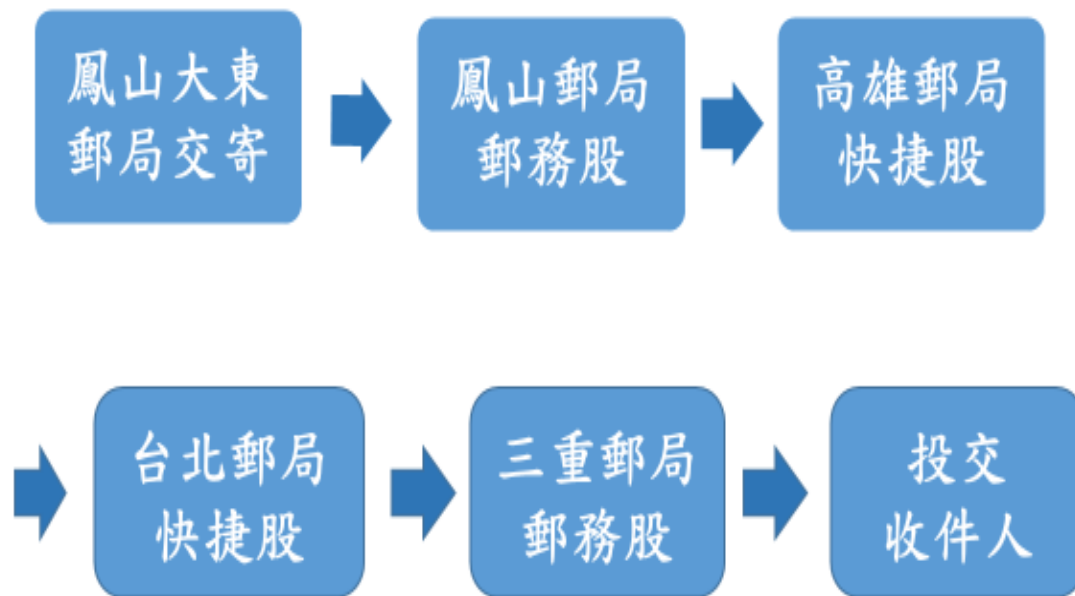 鳳山大東
郵局交寄
鳳山郵局
郵務股
高雄郵局
快捷股
台北郵局
快捷股
三重郵局
郵務股
投交
收件人